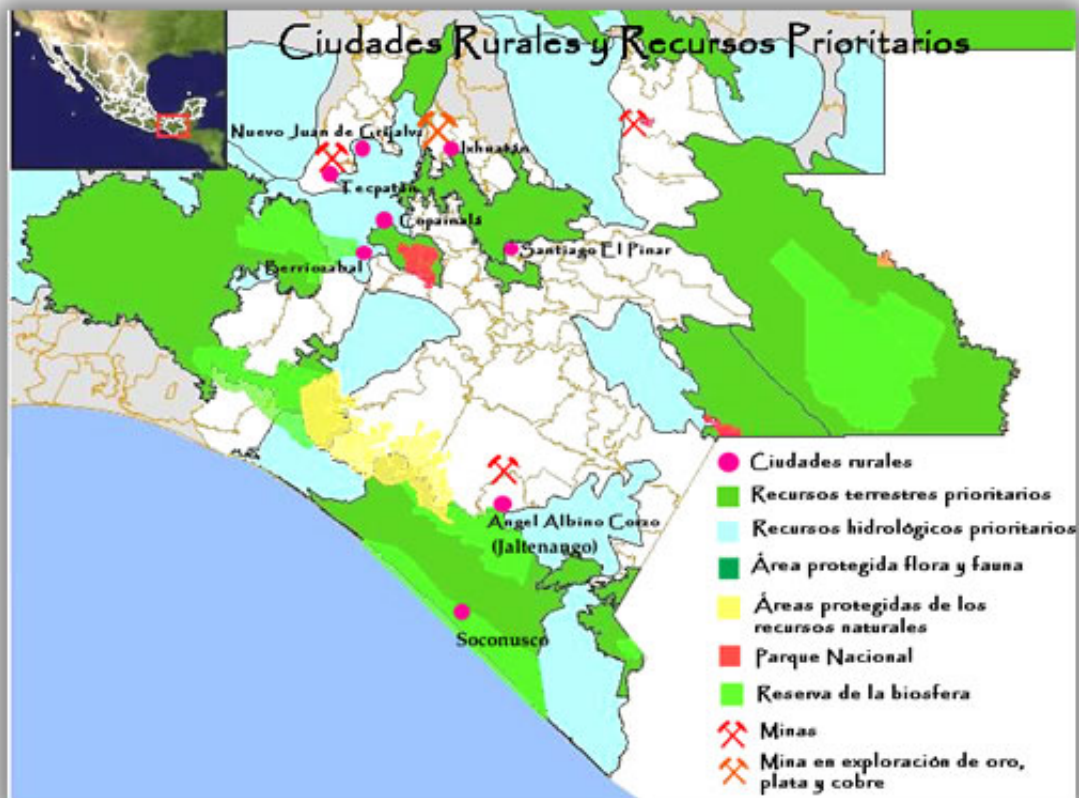 Ciudades Rurales y Recursos Prioritarios
Nuevo Juan de Grijalva
Ixhuatán
Tecpatán
Copainalá
Santiago El Pinar
Berriozabal
Angel Albino Corzo
(Jaltenango)
Soconusco
Ciudades rurales
Recursos terrestres prioritarios
Recursos hidrológicos prioritarios
Área protegida flora y fauna
Áreas protegidas de los
recursos naturales
Parque Nacional
Reserva de la biosfera
Minas
Mina en exploración de oro,
plata y cobre